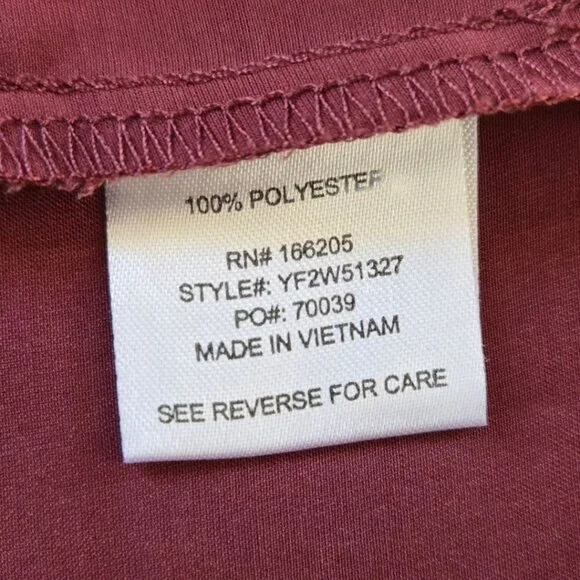 100% POLYESTER
RN# 166205
STYLE#: YF2W51327
PO#: 70039
MADE IN VIETNAM
SEE REVERSE FOR CARE